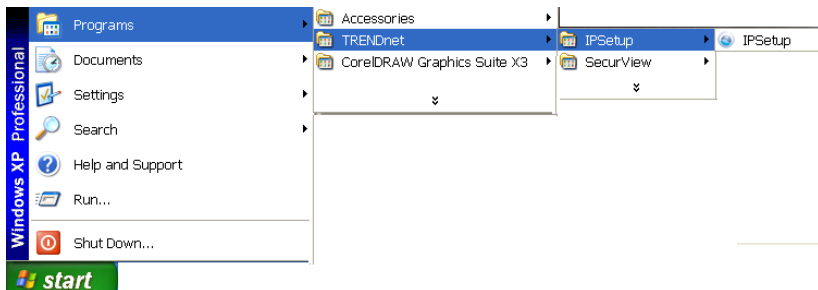 Windows XP Professional
Programs
Documents
Settings
Search
Help and Support
Run...
Shut Down...
start
Accessories
TRENDnet
CorelDRAW Graphics Suite X3
IPSetup
SecurView
IPSetup